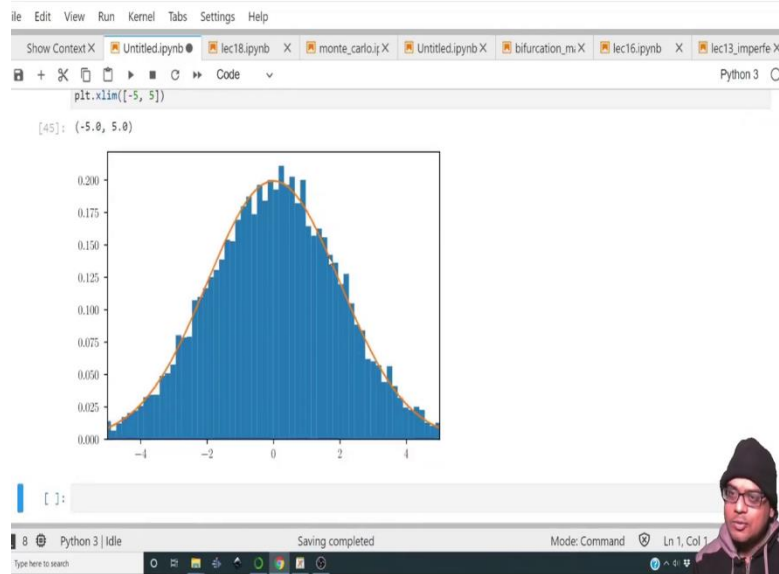 ile Edit View Run Kernel Tabs Settings Help
Show Context X Untitled.ipynb lec18.ipynb X monte_carlo.ip X Untitled.ipynb X bifurcation_ma X lec16.ipynb X lec13_imperfe X
Code Python 3
plt.xlim([-5, 5])
[45]: (-5.0, 5.0)
0.200
0.175
0.150
0.125
0.100
0.075
0.050
0.025
0.000
−4 −2 0 2 4
[ ]:
8 Python 3 | Idle Saving completed Mode: Command Ln 1, Col 1
Type here to search